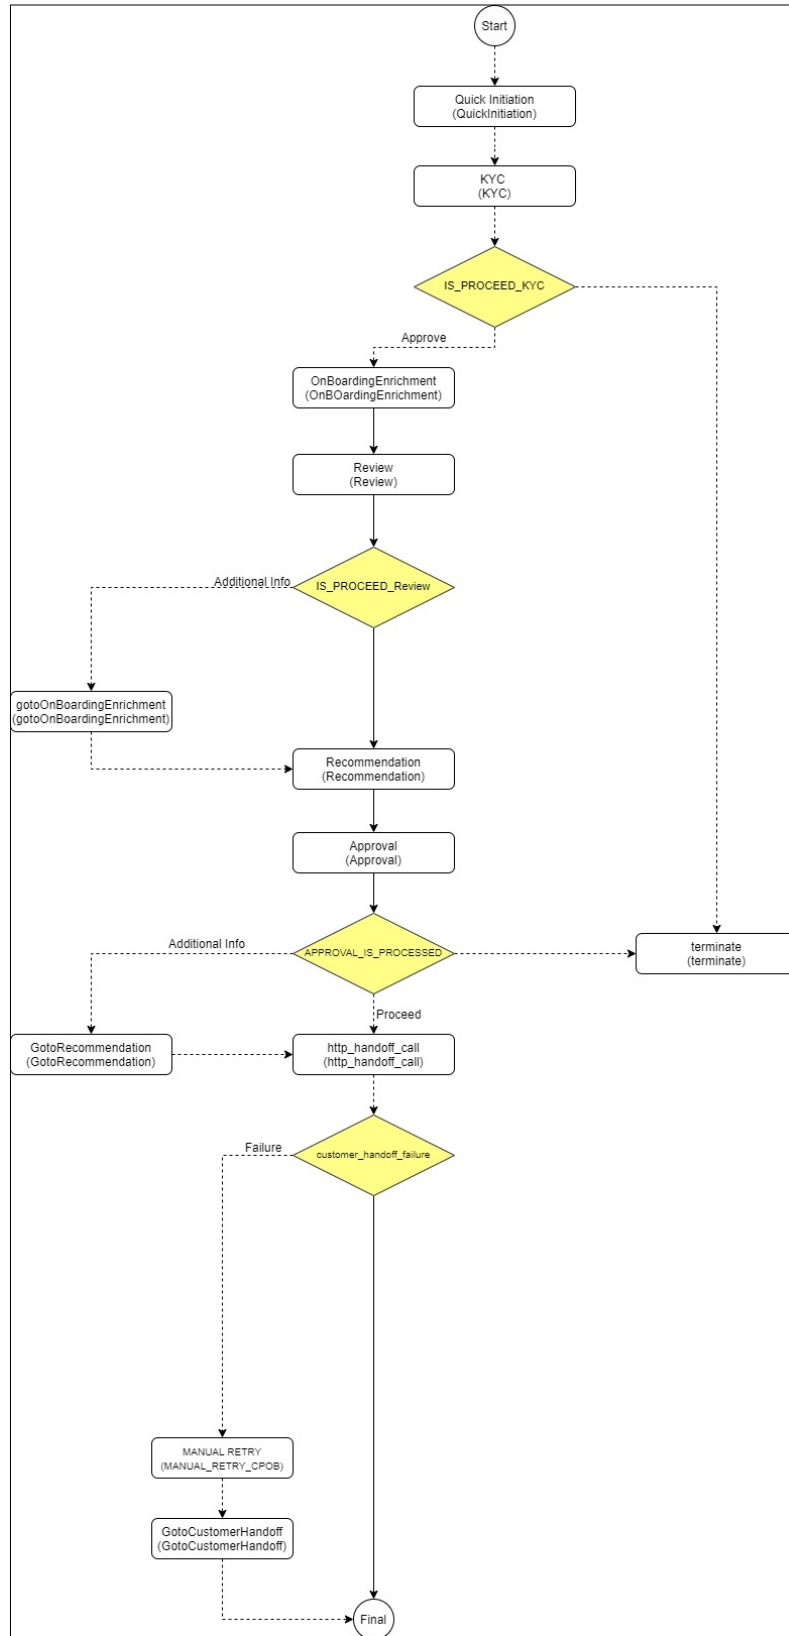 Start
Quick Initiation
(QuickInitiation)
KYC
(KYC)
IS_PROCEED_KYC
Approve
OnBoardingEnrichment
(OnBOardingEnrichment)
Review
(Review)
Additional Info
IS_PROCEED_Review
gotoOnBoardingEnrichment
(gotoOnBoardingEnrichment)
Recommendation
(Recommendation)
Approval
(Approval)
Additional Info
APPROVAL_IS_PROCESSED
terminate
(terminate)
Proceed
GotoRecommendation
(GotoRecommendation)
http_handoff_call
(http_handoff_call)
Failure
customer_handoff_failure
MANUAL RETRY
(MANUAL_RETRY_CPOB)
GotoCustomerHandoff
(GotoCustomerHandoff)
Final